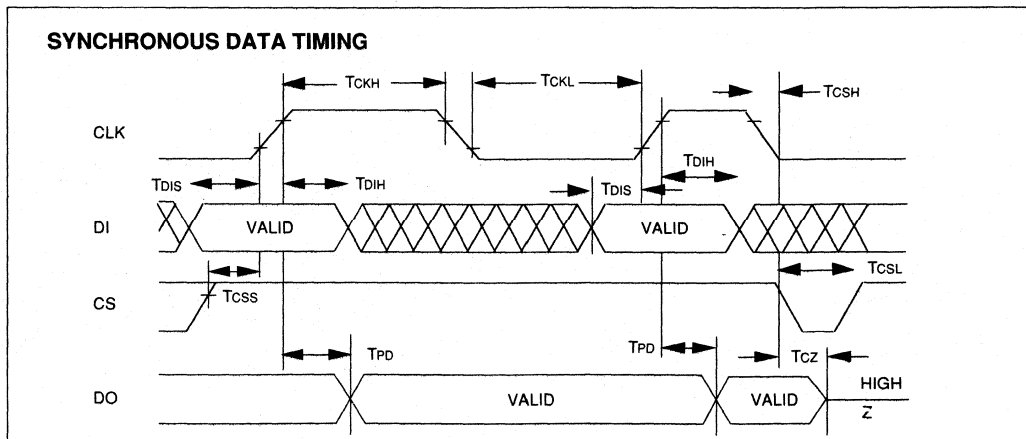 SYNCHRONOUS DATA TIMING
TCKH
TCKL
TCSH
CLK
TDIS
TDIH
TDIS
TDIH
DI
VALID
VALID
TCSS
TCSL
CS
TPD
TPD
TCZ
DO
VALID
VALID
HIGH
Z